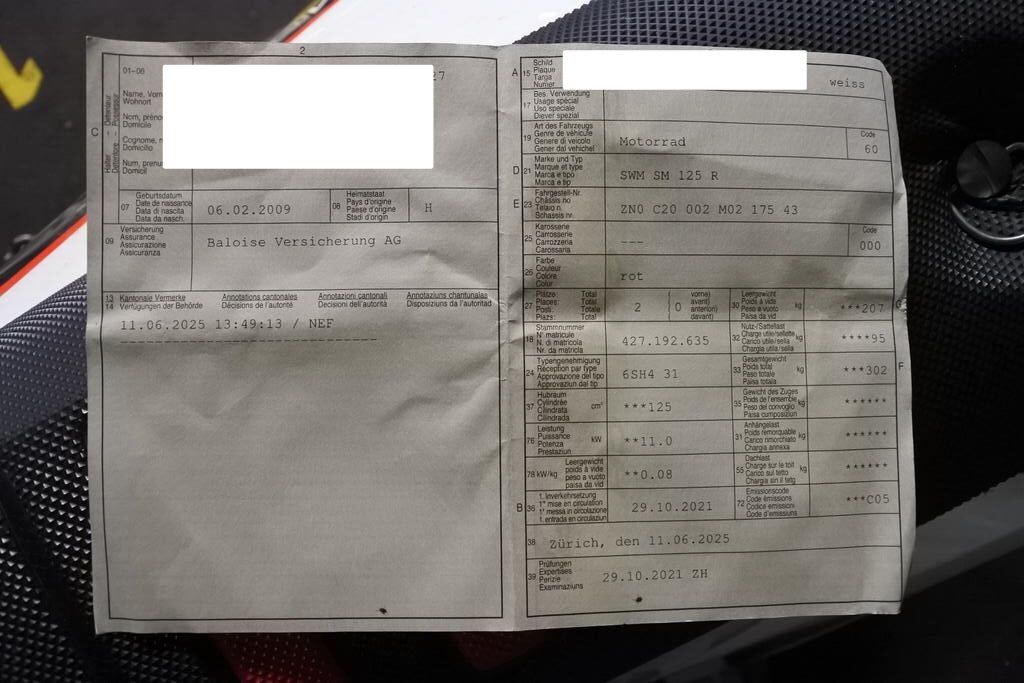 2
01-06
27
Name, Vorn
Wohnort
Nom, préno
Domicile
Cognome, n
Domicilio
Num, prenu
Domicil
C
07
Geburtsdatum
Date de naissance
Data di nascita
Data da nasch.
06.02.2009
08
Heimatstaat
Pays d'origine
Paese d'origine
Stadi d'origin
H
09
Versicherung
Assurance
Assicurazione
Assicuranza
Baloise Versicherung AG
13
14
Kantonale Vermerke
Verfügungen der Behörde
Annotations cantonales
Décisions de l'autorité
Annotazioni cantonali
Decisioni dell'autorità
Annotaziuns chantunalas
Disposiziuns da l'autoritad
11.06.2025 13:49:13 / NEF
A
15
Schild
Plaque
Targa
Numer
weiss
17
Bes. Verwendung
Usage spécial
Uso speciale
Diever spezial
19
Art des Fahrzeugs
Genre de véhicule
Genere di veicolo
Gener dal vehichel
Motorrad
Code
60
D
21
Marke und Typ
Marque et type
Marca e tipo
Marca e tip
SWM SM 125 R
E
23
Fahrgestell-Nr.
Châssis no
Telaio n.
Schassis nr.
ZN0 C20 002 M02 175 43
25
Karosserie
Carrosserie
Carrozzeria
Carossaria
---
Code
000
26
Farbe
Couleur
Colore
Colur
rot
27
Plätze: Total
Places: Total
Posti: Totale
Plazs: Total
2
( vorne)
0
avant)
anteriori)
davant)
30
Leergewicht
Poids à vide
Peso a vuoto
Paisa da vid
kg
***207
G
18
Stammnummer
N° matricule
N. di matricola
Nr. da matricla
427.192.635
32
Nutz-/Sattellast
Charge utile/sellette
Carico utile/sella
Chargia utila/sella
kg
****95
24
Typengenehmigung
Réception par type
Approvazione del tipo
Approvaziun dal tip
6SH4 31
33
Gesamtgewicht
Poids total
Peso totale
Paisa totala
kg
***302
F
37
Hubraum
Cylindrée
Cilindrata
Cilindrada
cm³
***125
35
Gewicht des Zuges
Poids de l'ensemble
Peso del convoglio
Paisa cumposiziun
kg
******
76
Leistung
Puissance
Potenza
Prestaziun
kW
**11.0
31
Anhängelast
Poids remorquable
Carico rimorchiato
Chargia annexa
kg
******
78
kW/kg
Leergewicht
poids à vide
peso a vuoto
paisa da vid
**0.08
55
Dachlast
Charge sur le toit
Carico sul tetto
Chargia sin il tetg
kg
******
B
36
1. Inverkehrsetzung
1re mise en circulation
1a messa in circolazione
1. entrada en circulaziun
29.10.2021
72
Emissionscode
Code émissions
Codice emissioni
Code d'emissiuns
***C05
38
Zürich, den 11.06.2025
39
Prüfungen
Expertises
Perizie
Examinaziuns
29.10.2021 ZH